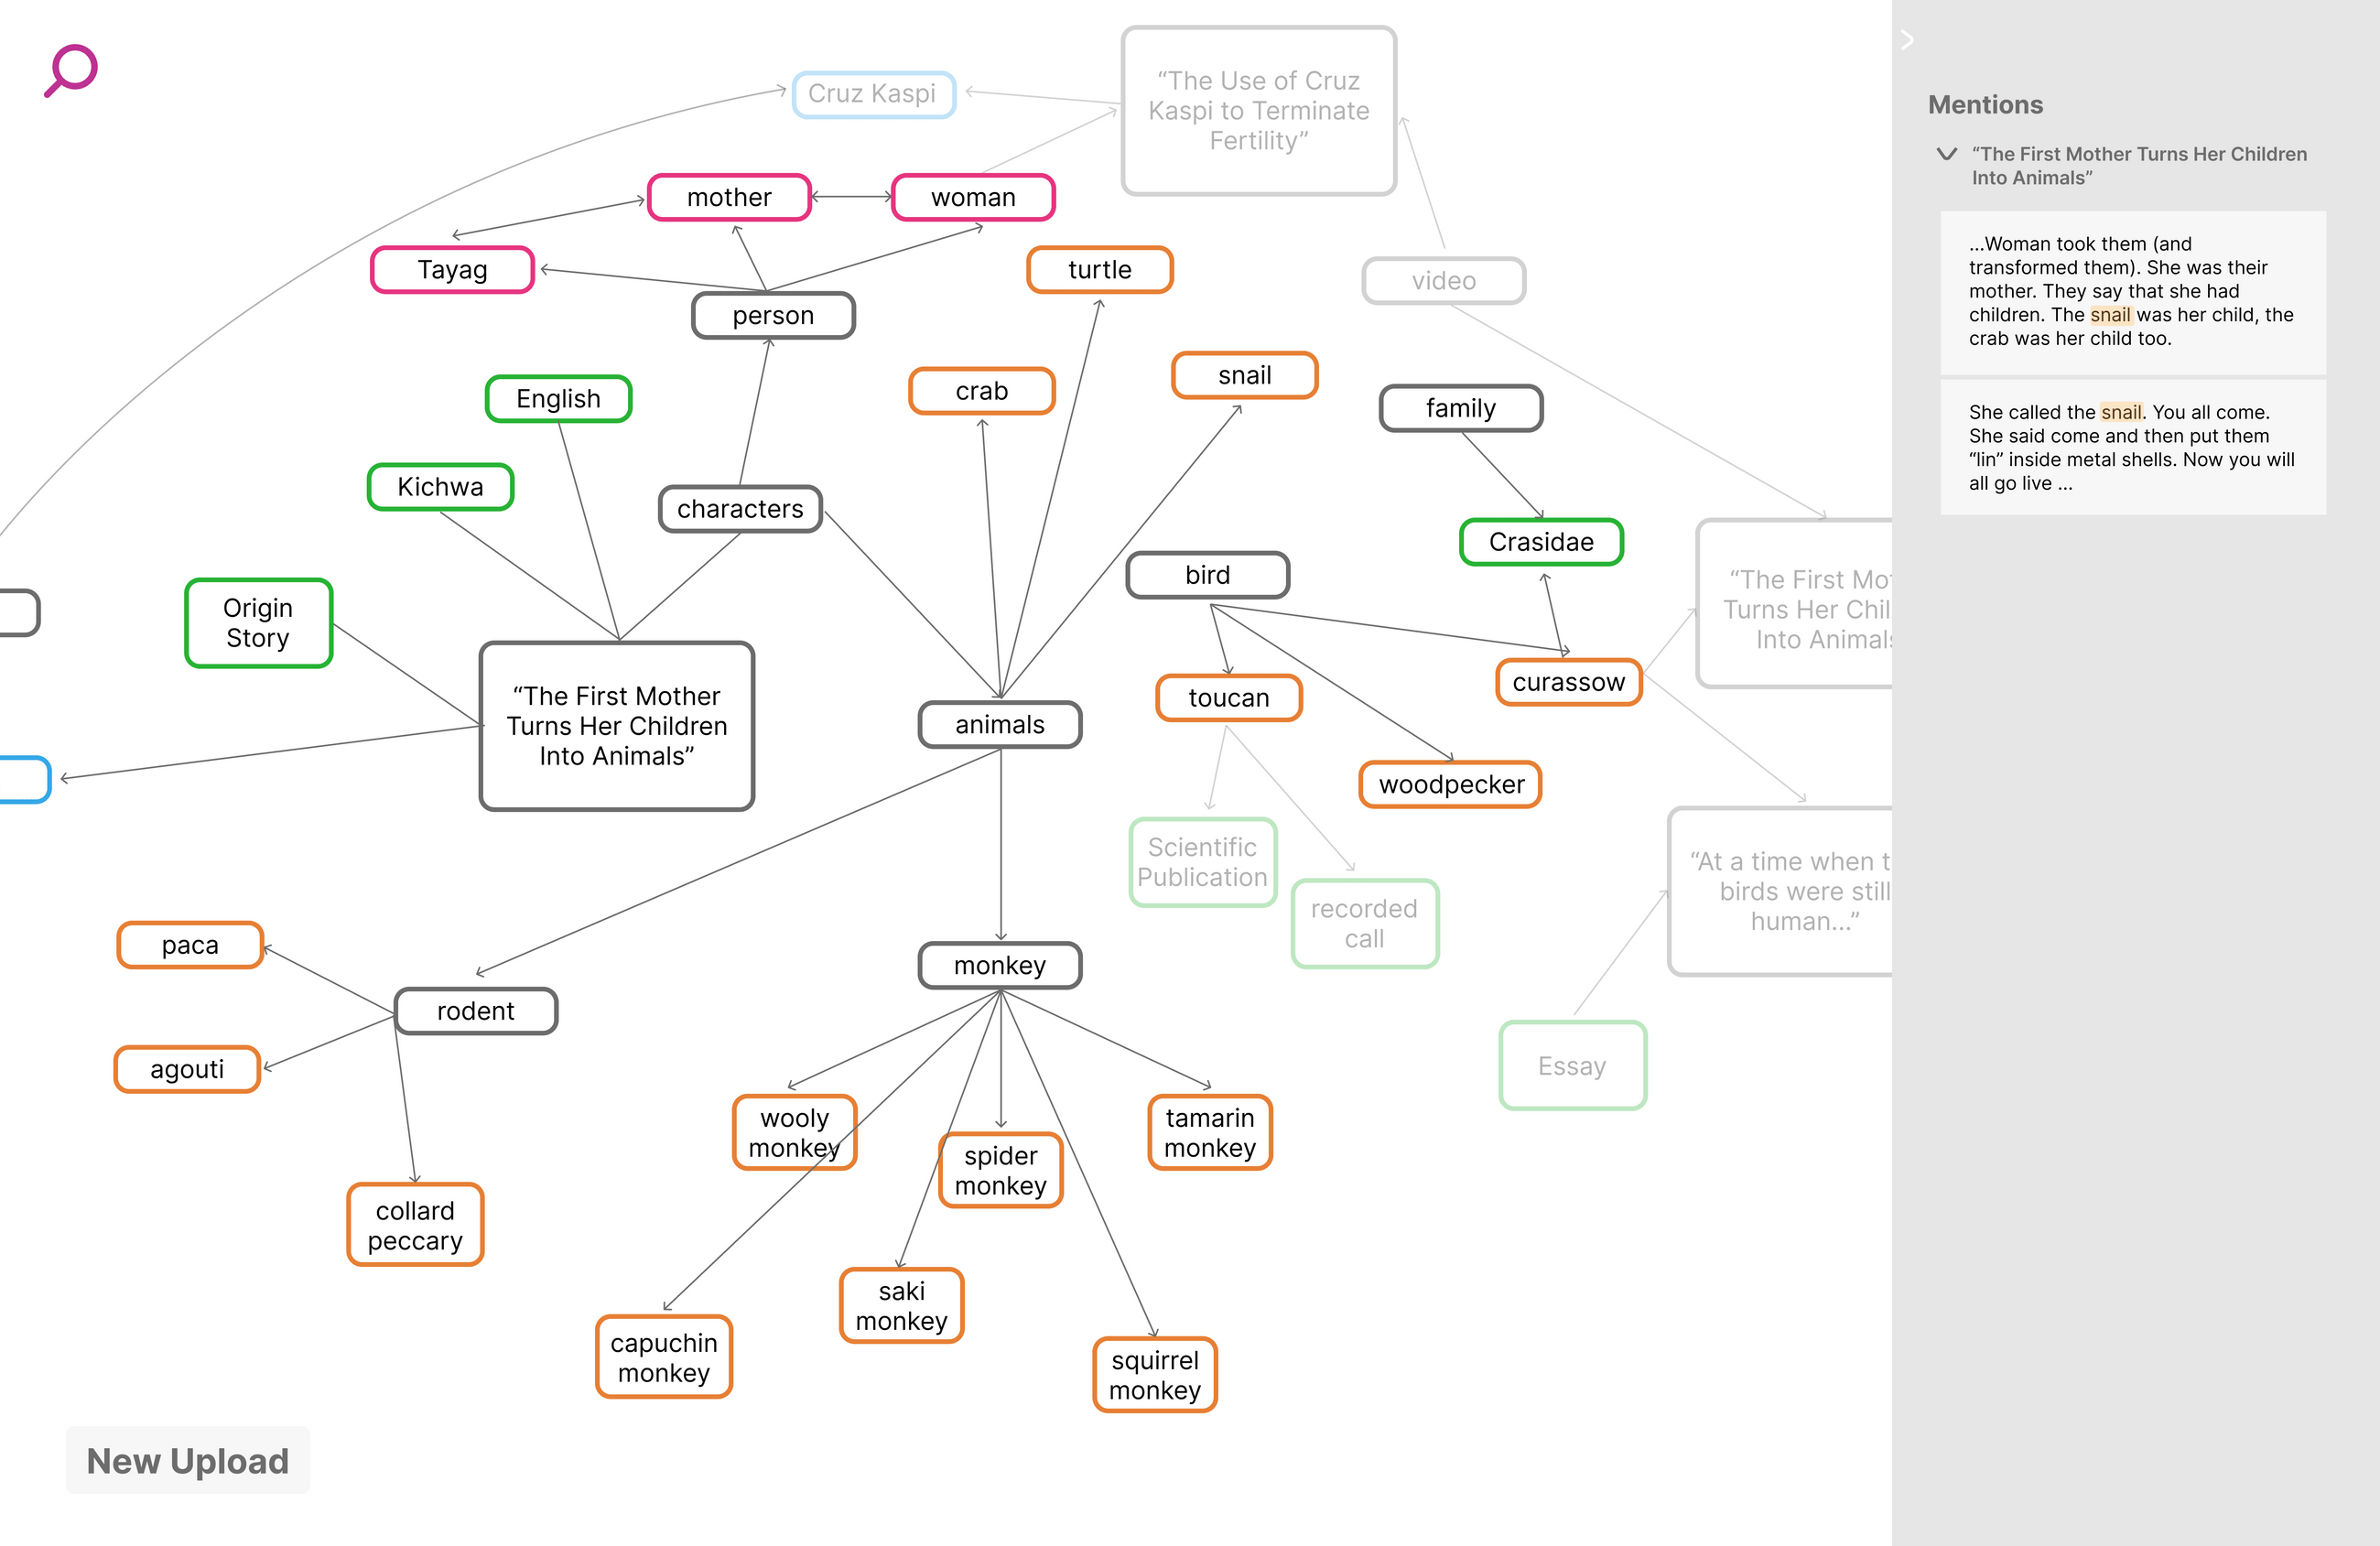 Cruz Kaspi
“The Use of Cruz
Kaspi to Terminate
Fertility”
mother
woman
Tayag
turtle
video
person
English
crab
snail
family
Kichwa
characters
Crasidae
bird
Origin
Story
“The First Mot
Turns Her Chil
Into Animals
“The First Mother
Turns Her Children
Into Animals”
animals
toucan
curassow
woodpecker
Scientific
Publication
recorded
call
“At a time when t
birds were still
human...”
paca
monkey
rodent
agouti
Essay
wooly
monkey
spider
monkey
tamarin
monkey
collard
peccary
saki
monkey
capuchin
monkey
squirrel
monkey
New Upload
Mentions
“The First Mother Turns Her Children
Into Animals”
...Woman took them (and
transformed them). She was their
mother. They say that she had
children. The snail was her child, the
crab was her child too.
She called the snail. You all come.
She said come and then put them
“lin” inside metal shells. Now you will
all go live ...